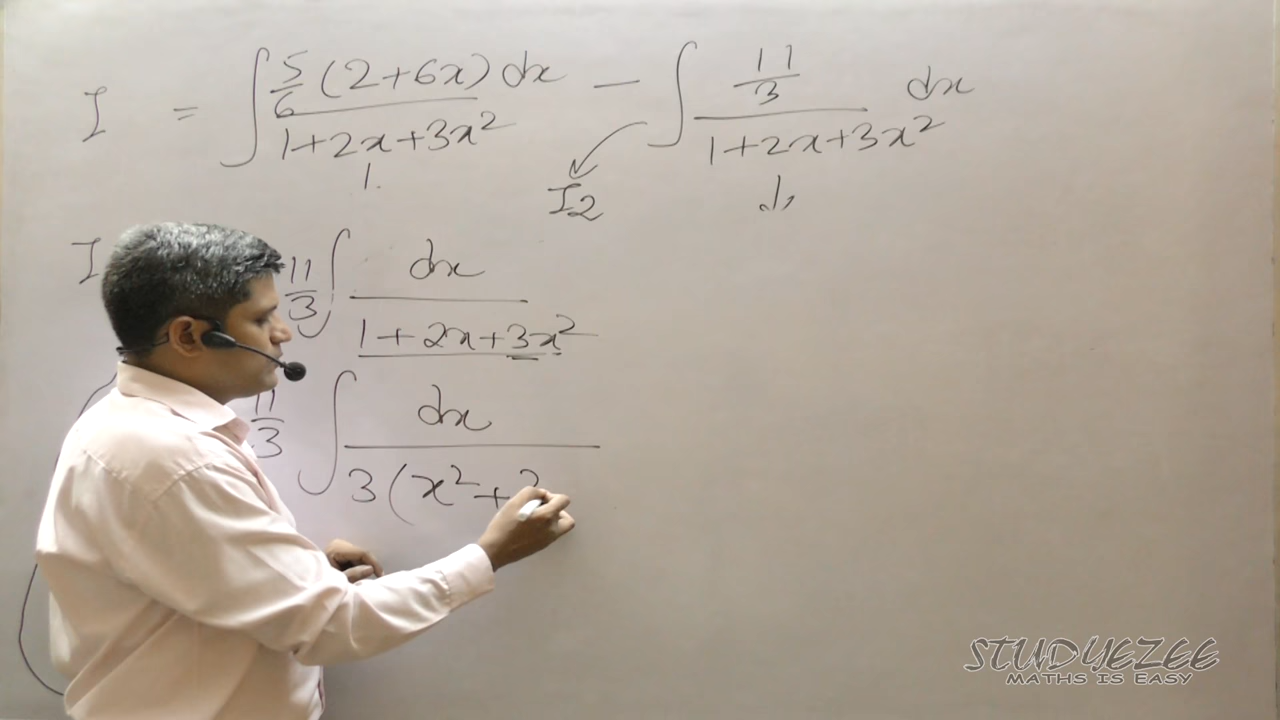 I = ∫ 5/6 (2+6x) dx / 1+2x+3x² − ∫ 11/3 dx / 1+2x+3x²
I₂
I 11/3 ∫ dx / 1+2x+3x²
11/3 ∫ dx / 3(x²+2
STUDYEZEE
MATHS IS EASY